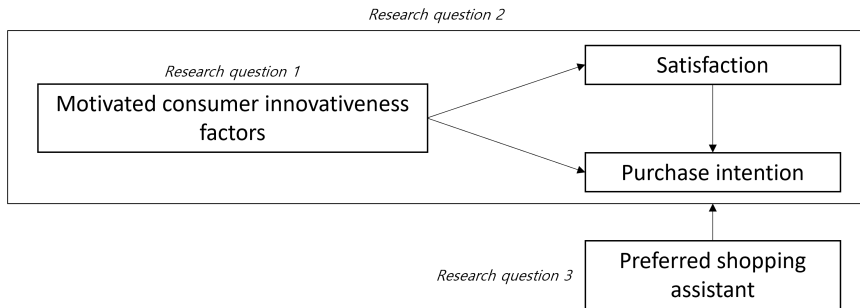 Research question 2
Research question 1
Motivated consumer innovativeness
factors
Satisfaction
Purchase intention
Research question 3
Preferred shopping
assistant